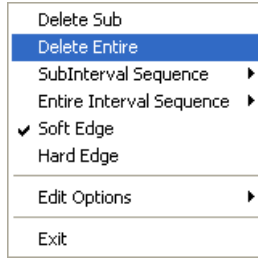 Delete Sub
Delete Entire
SubInterval Sequence
Entire Interval Sequence
Soft Edge
Hard Edge
Edit Options
Exit